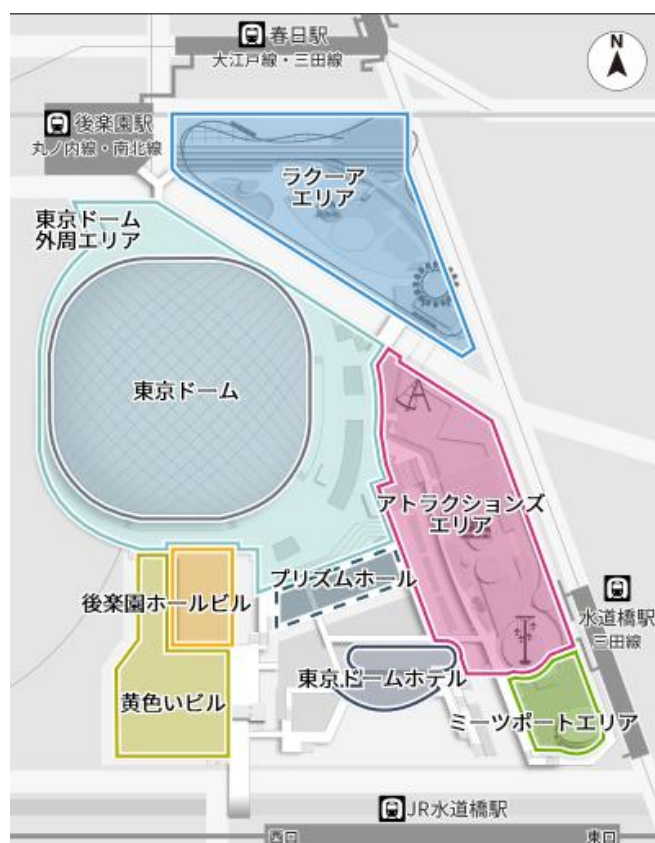 春日駅
大江戸線・三田線
N
後楽園駅
丸ノ内線・南北線
ラクーア
エリア
東京ドーム
外周エリア
東京ドーム
アトラクションズ
エリア
プリズムホール
後楽園ホールビル
水道橋駅
三田線
東京ドームホテル
黄色いビル
ミーツポートエリア
JR水道橋駅
西口
東口